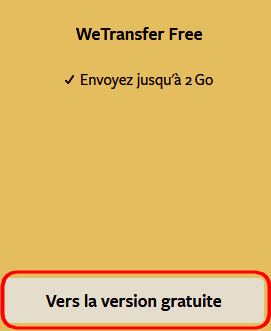 WeTransfer Free
✓ Envoyez jusqu'à 2 Go
Vers la version gratuite